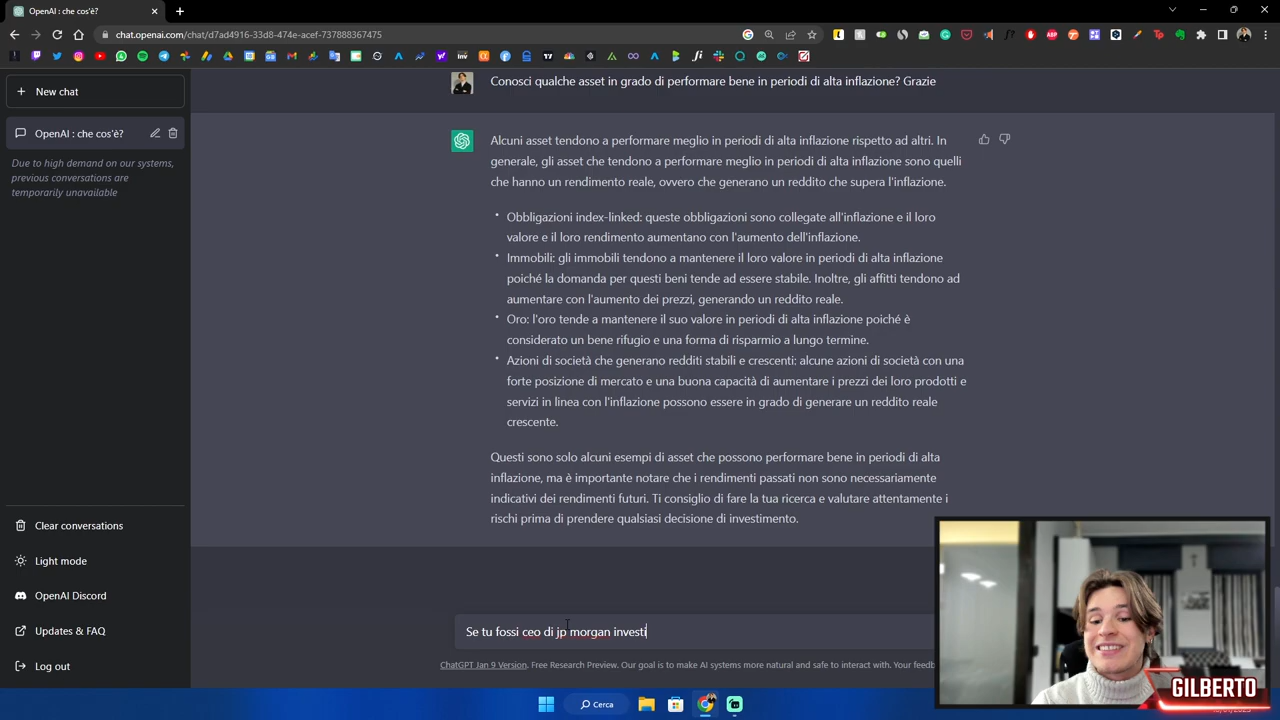 OpenAI : che cos'è?
chat.openai.com/chat/d7ad4916-33d8-474e-acef-737888367475
New chat
OpenAI : che cos'è?
Due to high demand on our systems,
previous conversations are
temporarily unavailable
Conosci qualche asset in grado di performare bene in periodi di alta inflazione? Grazie
Alcuni asset tendono a performare meglio in periodi di alta inflazione rispetto ad altri. In
generale, gli asset che tendono a performare meglio in periodi di alta inflazione sono quelli
che hanno un rendimento reale, ovvero che generano un reddito che supera l'inflazione.
• Obbligazioni index-linked: queste obbligazioni sono collegate all'inflazione e il loro
valore e il loro rendimento aumentano con l'aumento dell'inflazione.
• Immobili: gli immobili tendono a mantenere il loro valore in periodi di alta inflazione
poiché la domanda per questi beni tende ad essere stabile. Inoltre, gli affitti tendono ad
aumentare con l'aumento dei prezzi, generando un reddito reale.
• Oro: l'oro tende a mantenere il suo valore in periodi di alta inflazione poiché è
considerato un bene rifugio e una forma di risparmio a lungo termine.
• Azioni di società che generano redditi stabili e crescenti: alcune azioni di società con una
forte posizione di mercato e una buona capacità di aumentare i prezzi dei loro prodotti e
servizi in linea con l'inflazione possono essere in grado di generare un reddito reale
crescente.
Questi sono solo alcuni esempi di asset che possono performare bene in periodi di alta
inflazione, ma è importante notare che i rendimenti passati non sono necessariamente
indicativi dei rendimenti futuri. Ti consiglio di fare la tua ricerca e valutare attentamente i
rischi prima di prendere qualsiasi decisione di investimento.
Clear conversations
Light mode
OpenAI Discord
Updates & FAQ
Log out
Se tu fossi ceo di jp morgan investi
ChatGPT Jan 9 Version. Free Research Preview. Our goal is to make AI systems more natural and safe to interact with. Your feedb
GILBERTO
Cerca